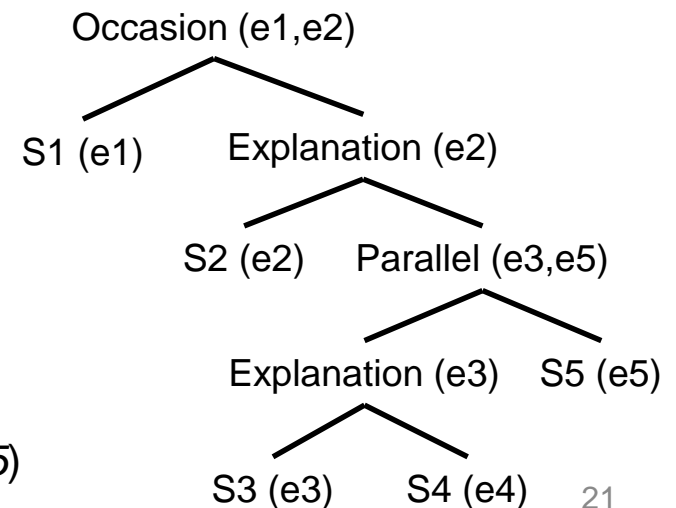 Occasion (e1,e2)
S1 (e1) Explanation (e2)
S2 (e2) Parallel (e3,e5)
Explanation (e3) S5 (e5)
S3 (e3) S4 (e4) 21